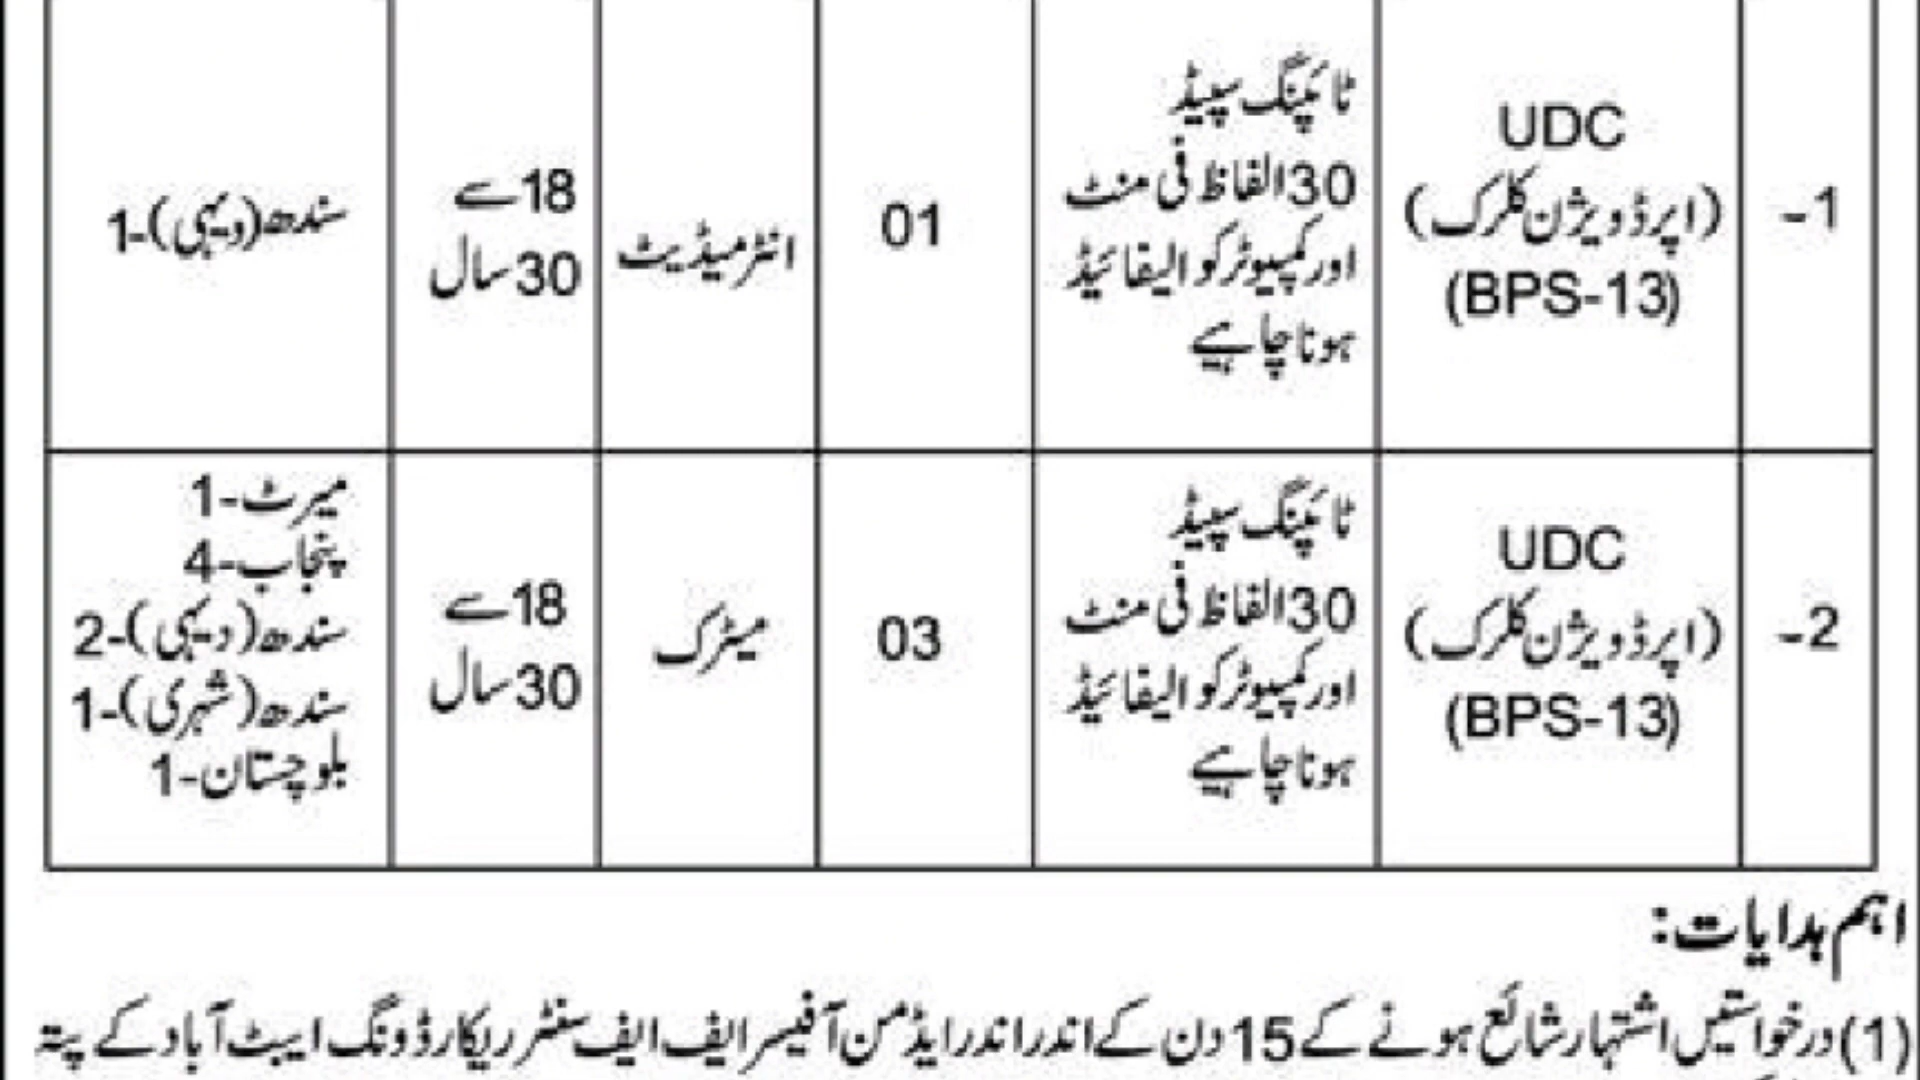 1-
UDC
(اپر ڈویژن کلرک)
(BPS-13)
ٹائپنگ سپیڈ
30 الفاظ فی منٹ
اور کمپیوٹر کوالیفائیڈ
ہونا چاہیے
01
انٹرمیڈیٹ
18 سے
30 سال
سندھ (دیہی)-1
2-
UDC
(اپر ڈویژن کلرک)
(BPS-13)
ٹائپنگ سپیڈ
30 الفاظ فی منٹ
اور کمپیوٹر کوالیفائیڈ
ہونا چاہیے
03
میٹرک
18 سے
30 سال
میرٹ-1
پنجاب-4
سندھ (دیہی)-2
سندھ (شہری)-1
بلوچستان-1
اہم ہدایات:
(1) درخواستیں اشتہار شائع ہونے کے 15 دن کے اندر اندر ایڈمن آفیسر ایف ایف سنٹر ریکارڈ ونگ ایبٹ آباد کے پتہ